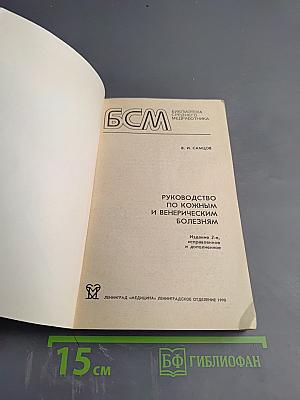 БСМ
БИБЛИОТЕКА
СРЕДНЕГО
МЕДРАБОТНИКА
В. И. САМЦОВ
РУКОВОДСТВО
ПО КОЖНЫМ
И ВЕНЕРИЧЕСКИМ
БОЛЕЗНЯМ
Издание 2-е,
исправленное
и дополненное
ЛЕНИНГРАД «МЕДИЦИНА» ЛЕНИНГРАДСКОЕ ОТДЕЛЕНИЕ 1990
15 см
БФ БИБЛИОФАН